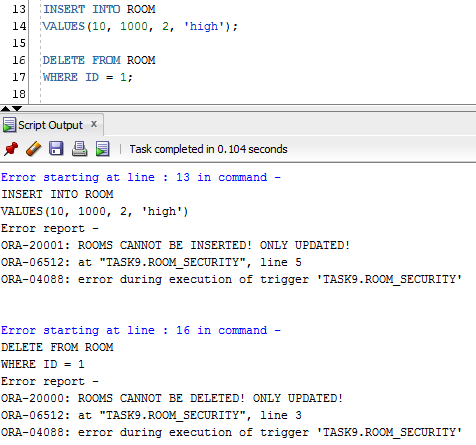 13 INSERT INTO ROOM
14 VALUES(10, 1000, 2, 'high');
15
16 DELETE FROM ROOM
17 WHERE ID = 1;
18
Script Output x
Task completed in 0.104 seconds
Error starting at line : 13 in command -
INSERT INTO ROOM
VALUES(10, 1000, 2, 'high')
Error report -
ORA-20001: ROOMS CANNOT BE INSERTED! ONLY UPDATED!
ORA-06512: at "TASK9.ROOM_SECURITY", line 5
ORA-04088: error during execution of trigger 'TASK9.ROOM_SECURITY'
Error starting at line : 16 in command -
DELETE FROM ROOM
WHERE ID = 1
Error report -
ORA-20000: ROOMS CANNOT BE DELETED! ONLY UPDATED!
ORA-06512: at "TASK9.ROOM_SECURITY", line 3
ORA-04088: error during execution of trigger 'TASK9.ROOM_SECURITY'